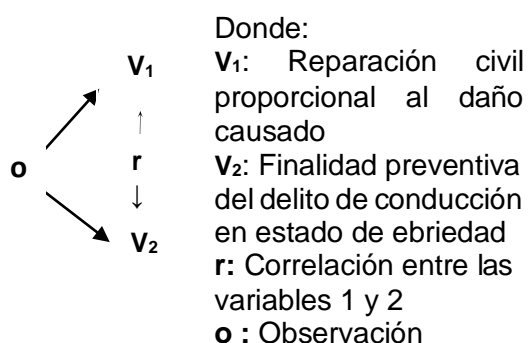 Donde:
V₁
V₁: Reparación civil
proporcional al daño
causado
o
r
V₂: Finalidad preventiva
del delito de conducción
V₂
en estado de ebriedad
r: Correlación entre las
variables 1 y 2
o : Observación